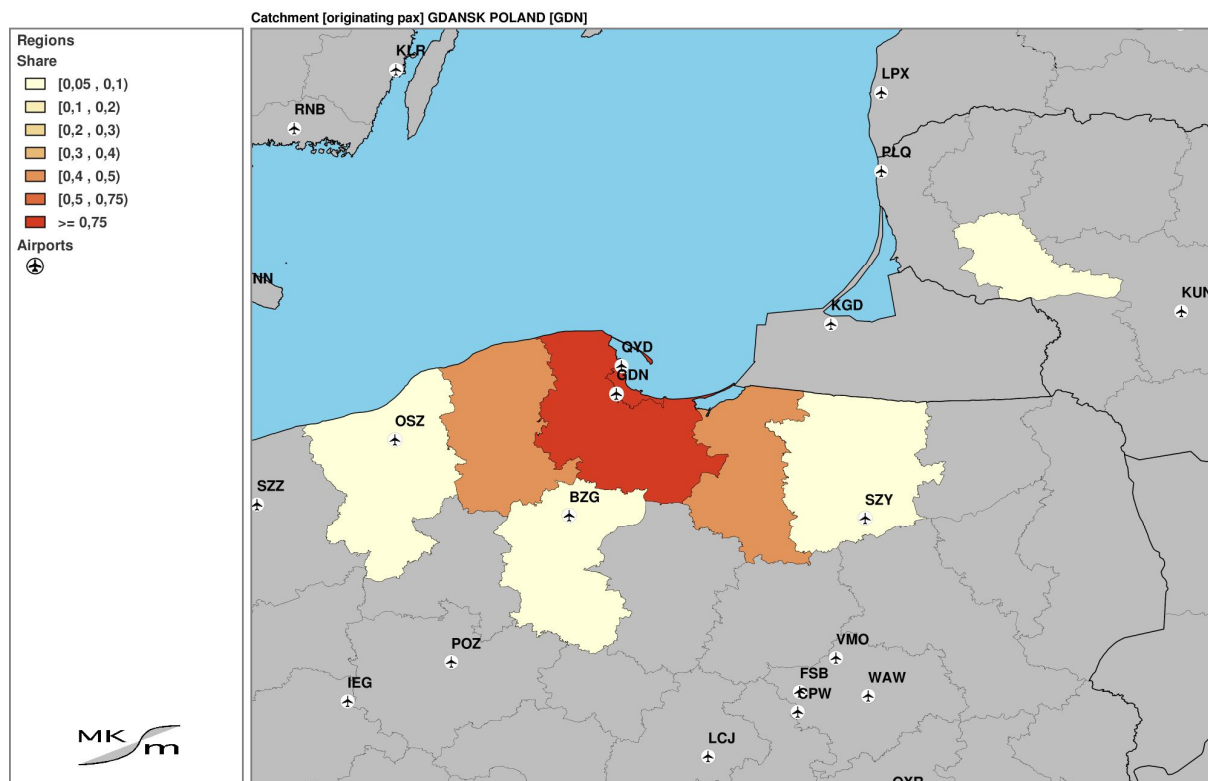 Catchment [originating pax] GDANSK POLAND [GDN]
Regions
Share
[0,05 , 0,1)
[0,1 , 0,2)
[0,2 , 0,3)
[0,3 , 0,4)
[0,4 , 0,5)
[0,5 , 0,75)
>= 0,75
Airports
MK
m
KLR
LPX
RNB
PLQ
NN
KGD
KUN
QYD
GDN
OSZ
SZZ
BZG
SZY
POZ
VMO
IEG
FSB
WAW
CPW
LCJ